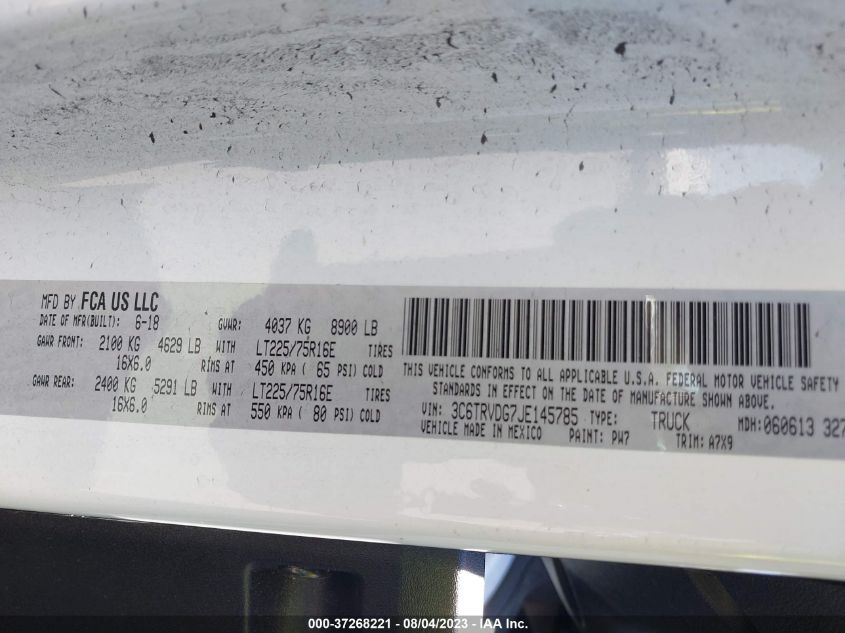 MFD BY FCA US LLC
DATE OF MFR(BUILT): 6-18 GVWR: 4037 KG 8900 LB
GAWR FRONT: 2100 KG 4629 LB WITH LT225/75R16E TIRES
16X6.0 RIMS AT 450 KPA ( 65 PSI) COLD
GAWR REAR: 2400 KG 5291 LB WITH LT225/75R16E TIRES
16X6.0 RIMS AT 550 KPA ( 80 PSI) COLD
THIS VEHICLE CONFORMS TO ALL APPLICABLE U.S.A. FEDERAL MOTOR VEHICLE SAFETY
STANDARDS IN EFFECT ON THE DATE OF MANUFACTURE SHOWN ABOVE.
VIN: 3C6TRVDG7JE145785 TYPE: TRUCK MDH: 060613 327
VEHICLE MADE IN MEXICO PAINT: PW7 TRIM: A7X9
000-37268221 - 08/04/2023 - IAA Inc.